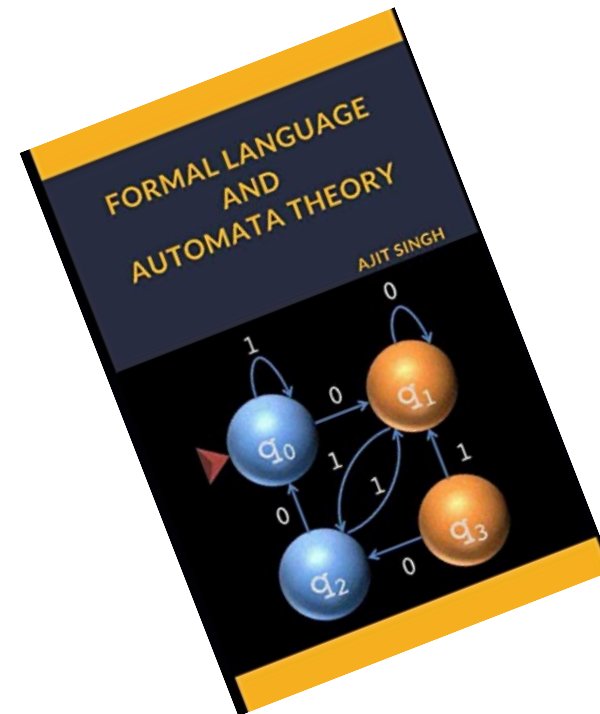 FORMAL LANGUAGE
AND
AUTOMATA THEORY
AJIT SINGH
0
1
0
q0
q1
1
1
1
0
q2
q3
0